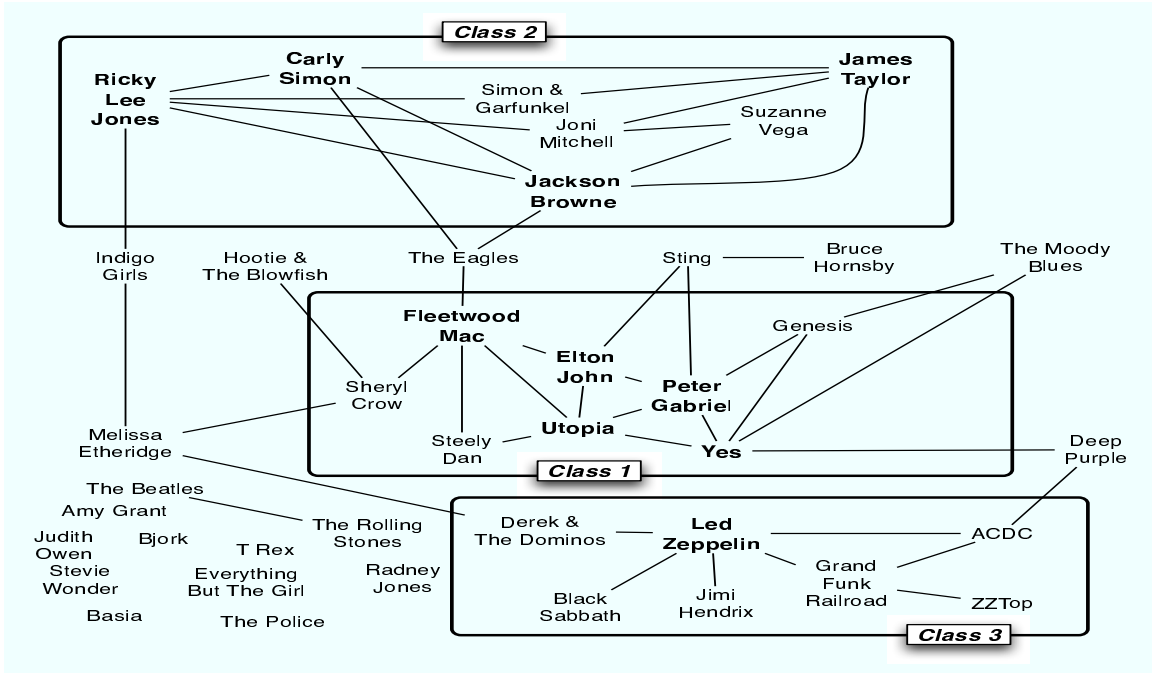 Class 2
Ricky
Lee
Jones
Carly
Simon
James
Taylor
Simon &
Garfunkel
Joni
Mitchell
Suzanne
Vega
Jackson
Browne
Indigo
Girls
Hootie &
The Blowfish
The Eagles
Sting
Bruce
Hornsby
The Moody
Blues
Fleetwood
Mac
Genesis
Elton
John
Sheryl
Crow
Peter
Gabriel
Utopia
Steely
Dan
Yes
Class 1
Melissa
Etheridge
Deep
Purple
The Beatles
Amy Grant
Judith
Owen
Bjork
Stevie
Wonder
T Rex
The Rolling
Stones
Everything
But The Girl
Radney
Jones
Basia
The Police
Derek &
The Dominos
Led
Zeppelin
ACDC
Grand
Funk
Railroad
Black
Sabbath
Jimi
Hendrix
ZZTop
Class 3